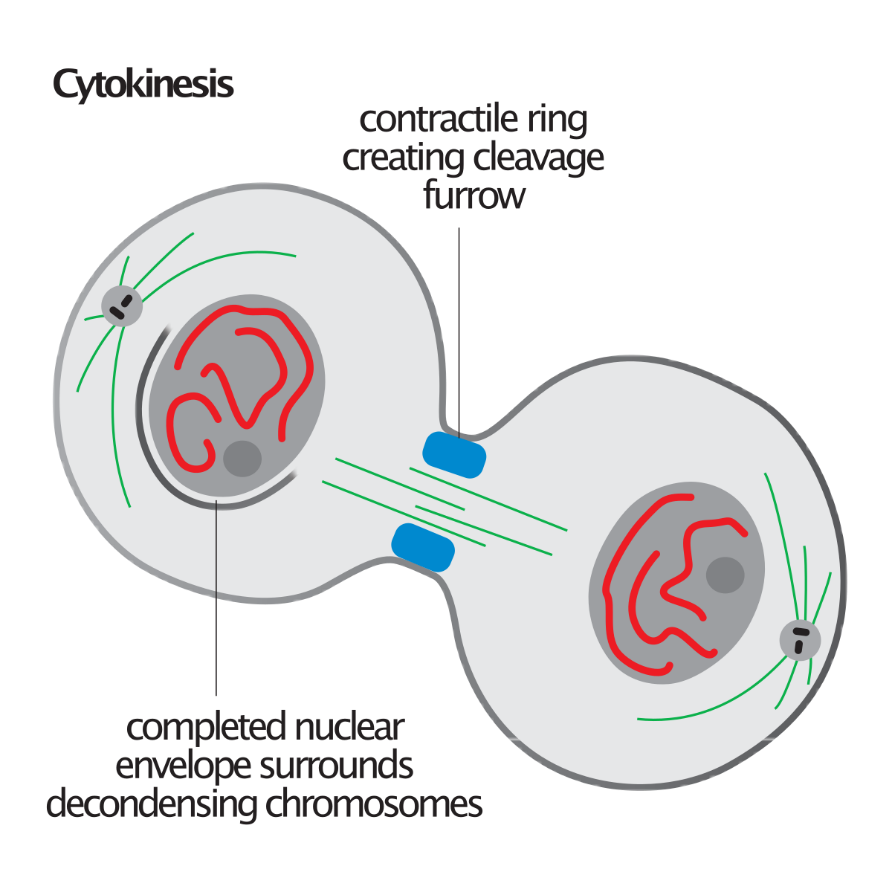 Cytokinesis
contractile ring
creating cleavage
furrow
completed nuclear
envelope surrounds
decondensing chromosomes